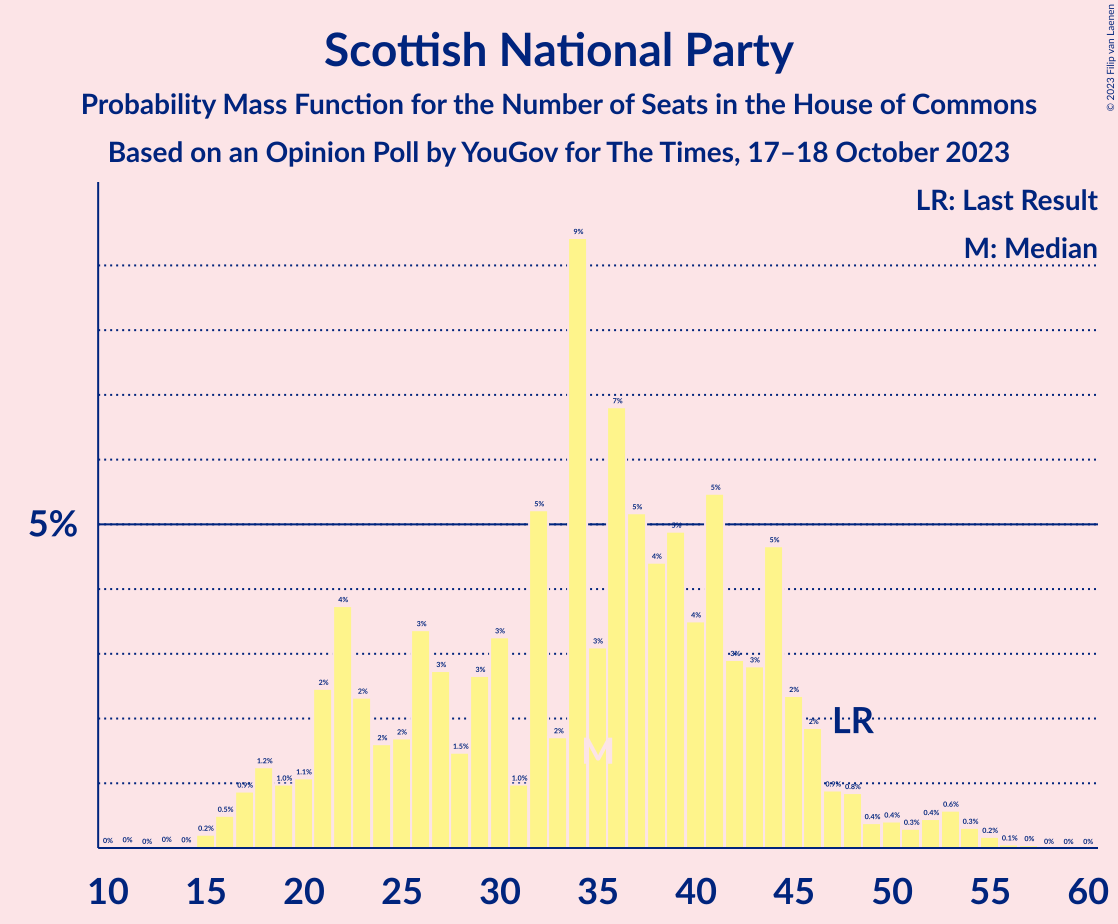 Scottish National Party
Probability Mass Function for the Number of Seats in the House of Commons
Based on an Opinion Poll by YouGov for The Times, 17–18 October 2023
© 2023 Filip van Laenen
LR: Last Result
M: Median
5%
0% 0% 0% 0% 0% 0.2% 0.5% 0.9% 1.2% 1.0% 1.1% 2% 4% 2% 2% 2% 3% 3% 1.5% 3% 3% 1.0% 5% 2% 9% 3% 7% 5% 4% 5% 4% 5% 3% 3% 5% 2% 2% 0.9% 0.8% 0.4% 0.4% 0.3% 0.4% 0.6% 0.3% 0.2% 0.1% 0% 0% 0% 0%
LR
M
10 15 20 25 30 35 40 45 50 55 60